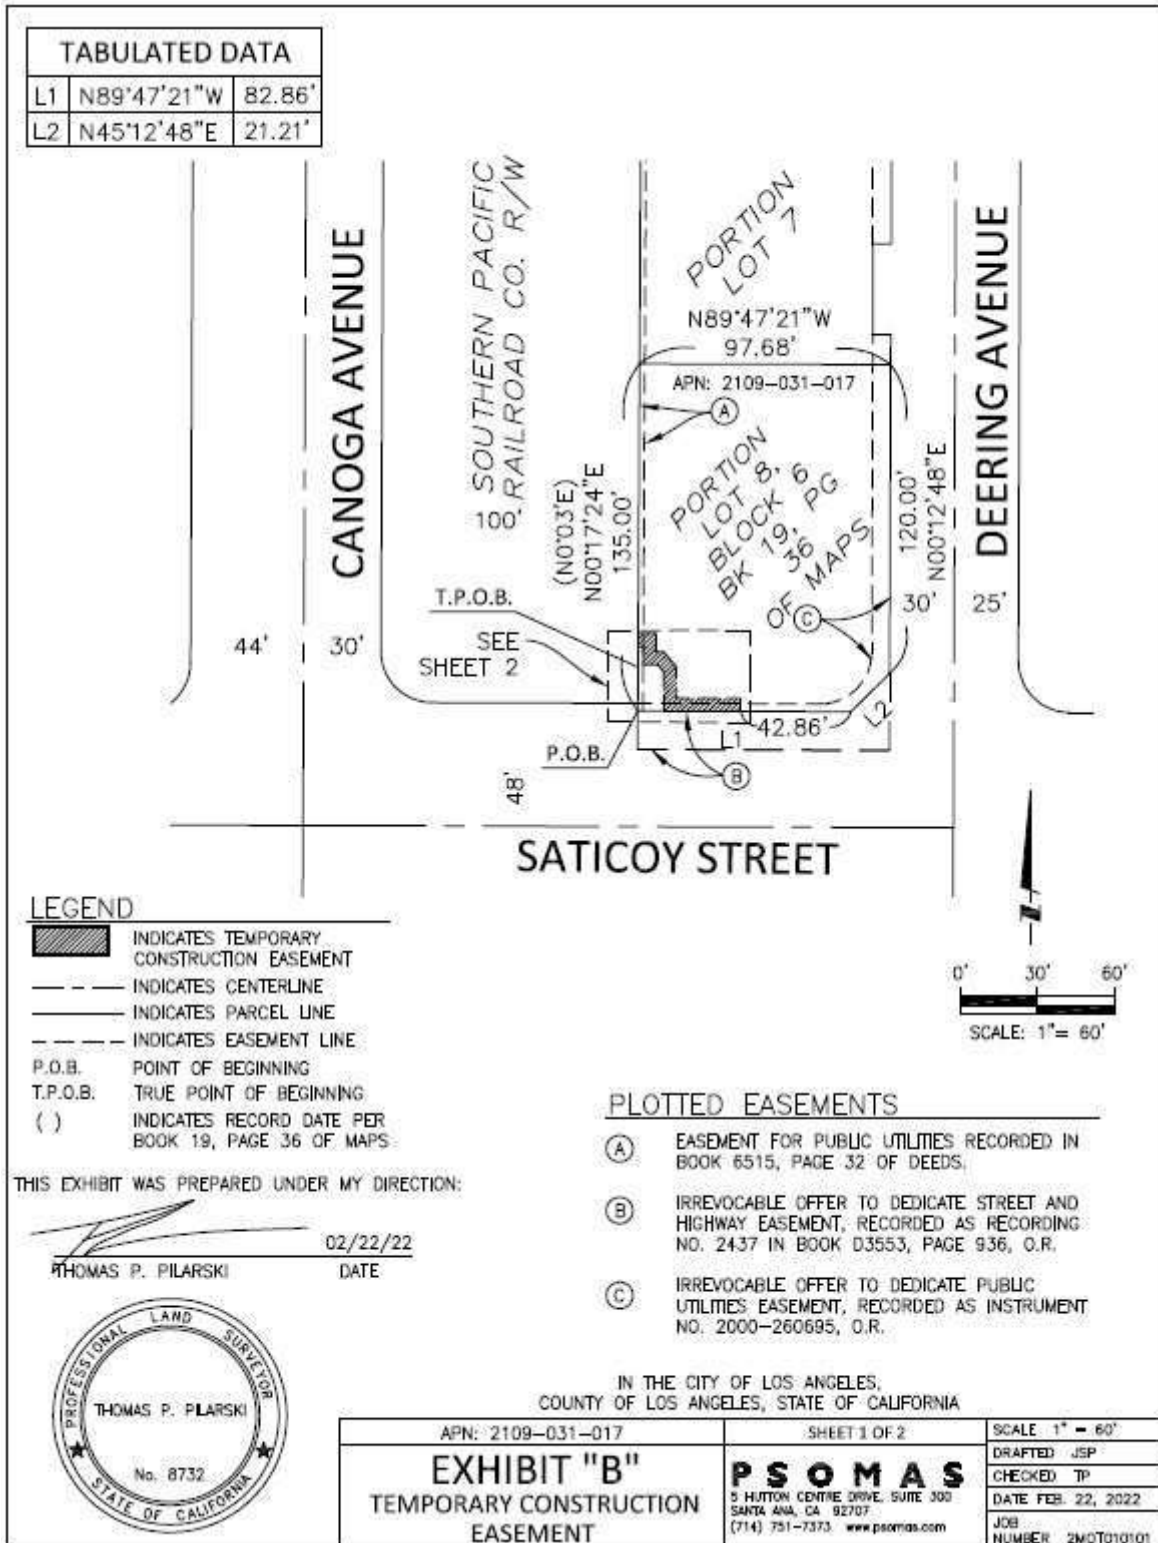 TABULATED DATA
L1 N89°47'21"W 82.86'
L2 N45°12'48"E 21.21'
CANOGA AVENUE
100' SOUTHERN PACIFIC
RAILROAD CO. R/W
PORTION
LOT 7
N89°47'21"W
97.68'
APN: 2109-031-017
A
PORTION
LOT 8, 6
BLOCK 6
BK 19, PG
36
OF MAPS
C
(N0°03'E)
N00°17'24"E
135.00'
120.00'
N00°12'48"E
DEERING AVENUE
T.P.O.B.
SEE
SHEET 2
44'
30'
30'
25'
P.O.B.
L1
42.86'
L2
B
48'
SATICOY STREET
LEGEND
INDICATES TEMPORARY
CONSTRUCTION EASEMENT
INDICATES CENTERLINE
INDICATES PARCEL LINE
INDICATES EASEMENT LINE
P.O.B. POINT OF BEGINNING
T.P.O.B. TRUE POINT OF BEGINNING
( ) INDICATES RECORD DATE PER
BOOK 19, PAGE 36 OF MAPS
N
0' 30' 60'
SCALE: 1"= 60'
PLOTTED EASEMENTS
A EASEMENT FOR PUBLIC UTILITIES RECORDED IN
BOOK 6515, PAGE 32 OF DEEDS.
B IRREVOCABLE OFFER TO DEDICATE STREET AND
HIGHWAY EASEMENT, RECORDED AS RECORDING
NO. 2437 IN BOOK D3553, PAGE 936, O.R.
C IRREVOCABLE OFFER TO DEDICATE PUBLIC
UTILITIES EASEMENT, RECORDED AS INSTRUMENT
NO. 2000-260695, O.R.
THIS EXHIBIT WAS PREPARED UNDER MY DIRECTION:
02/22/22
THOMAS P. PILARSKI DATE
PROFESSIONAL LAND SURVEYOR
THOMAS P. PILARSKI
No. 8732
STATE OF CALIFORNIA
IN THE CITY OF LOS ANGELES,
COUNTY OF LOS ANGELES, STATE OF CALIFORNIA
APN: 2109-031-017
EXHIBIT "B"
TEMPORARY CONSTRUCTION
EASEMENT
SHEET 1 OF 2
PSOMAS
5 HUTTON CENTRE DRIVE, SUITE 300
SANTA ANA, CA 92707
(714) 751-7373 www.psomas.com
SCALE 1" = 60'
DRAFTED JSP
CHECKED TP
DATE FEB. 22, 2022
JOB
NUMBER 2MOT010101